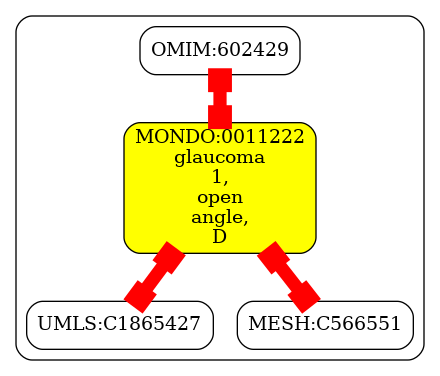 OMIM:602429
MONDO:0011222
glaucoma
1,
open
angle,
D
UMLS:C1865427
MESH:C566551